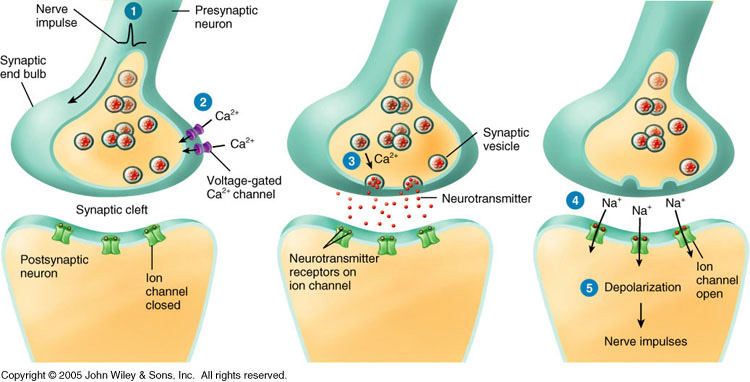 Nerve
impulse
1
Presynaptic
neuron
Synaptic
end bulb
2
Ca2+
Ca2+
Voltage-gated
Ca2+ channel
Synaptic cleft
Postsynaptic
neuron
Ion
channel
closed
3
Ca2+
Synaptic
vesicle
Neurotransmitter
Neurotransmitter
receptors on
ion channel
4
Na+
Na+
Na+
Ion
channel
open
5 Depolarization
Nerve impulses
Copyright © 2005 John Wiley & Sons, Inc. All rights reserved.